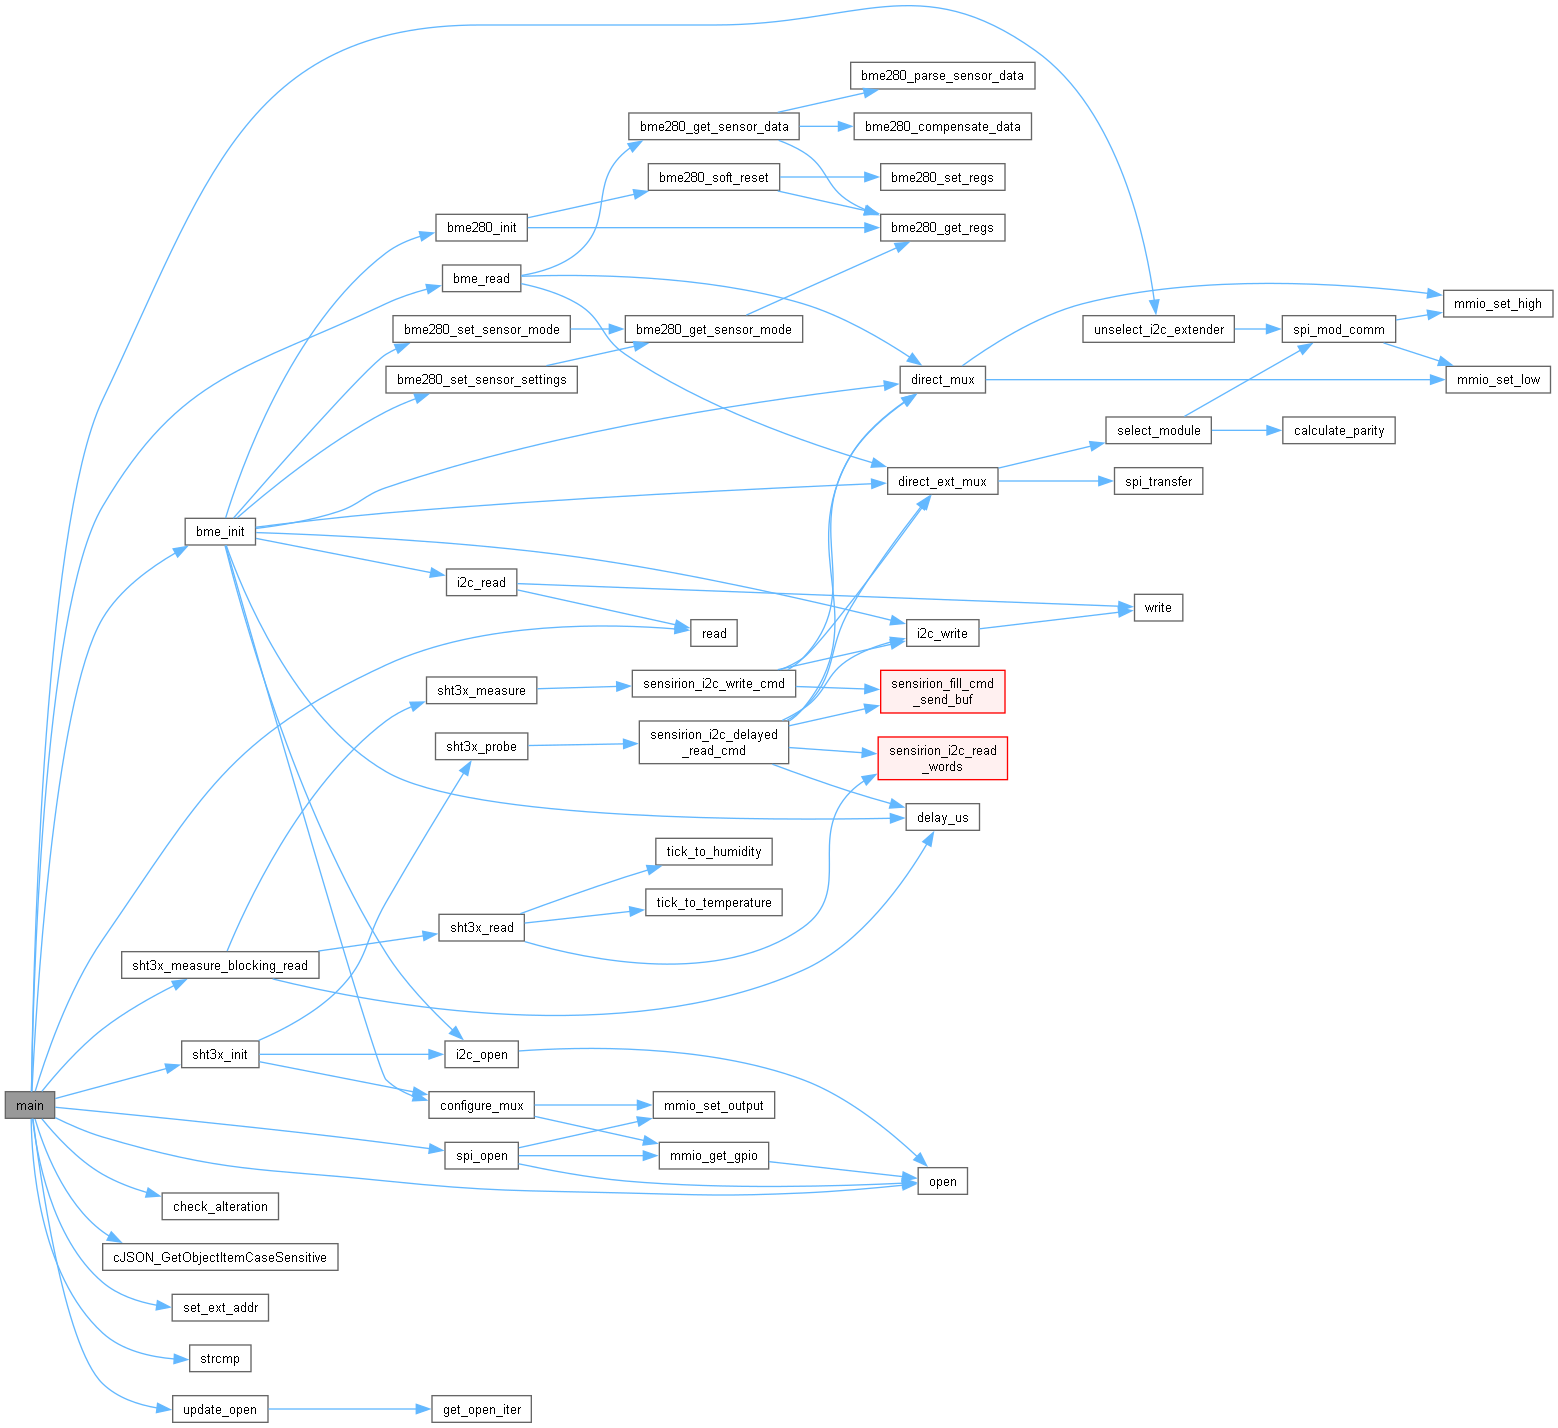 bme280_parse_sensor_data
bme280_get_sensor_data
bme280_compensate_data
bme280_soft_reset
bme280_set_regs
bme280_init
bme280_get_regs
bme_read
mmio_set_high
bme280_set_sensor_mode
bme280_get_sensor_mode
unselect_i2c_extender
spi_mod_comm
bme280_set_sensor_settings
direct_mux
mmio_set_low
select_module
calculate_parity
direct_ext_mux
spi_transfer
bme_init
i2c_read
write
read
i2c_write
sensirion_i2c_write_cmd
sht3x_measure
sensirion_fill_cmd
_send_buf
sht3x_probe
sensirion_i2c_delayed
_read_cmd
sensirion_i2c_read
_words
delay_us
tick_to_humidity
tick_to_temperature
sht3x_read
sht3x_measure_blocking_read
sht3x_init
i2c_open
main
configure_mux
mmio_set_output
spi_open
mmio_get_gpio
open
check_alteration
cJSON_GetObjectItemCaseSensitive
set_ext_addr
strcmp
update_open
get_open_iter